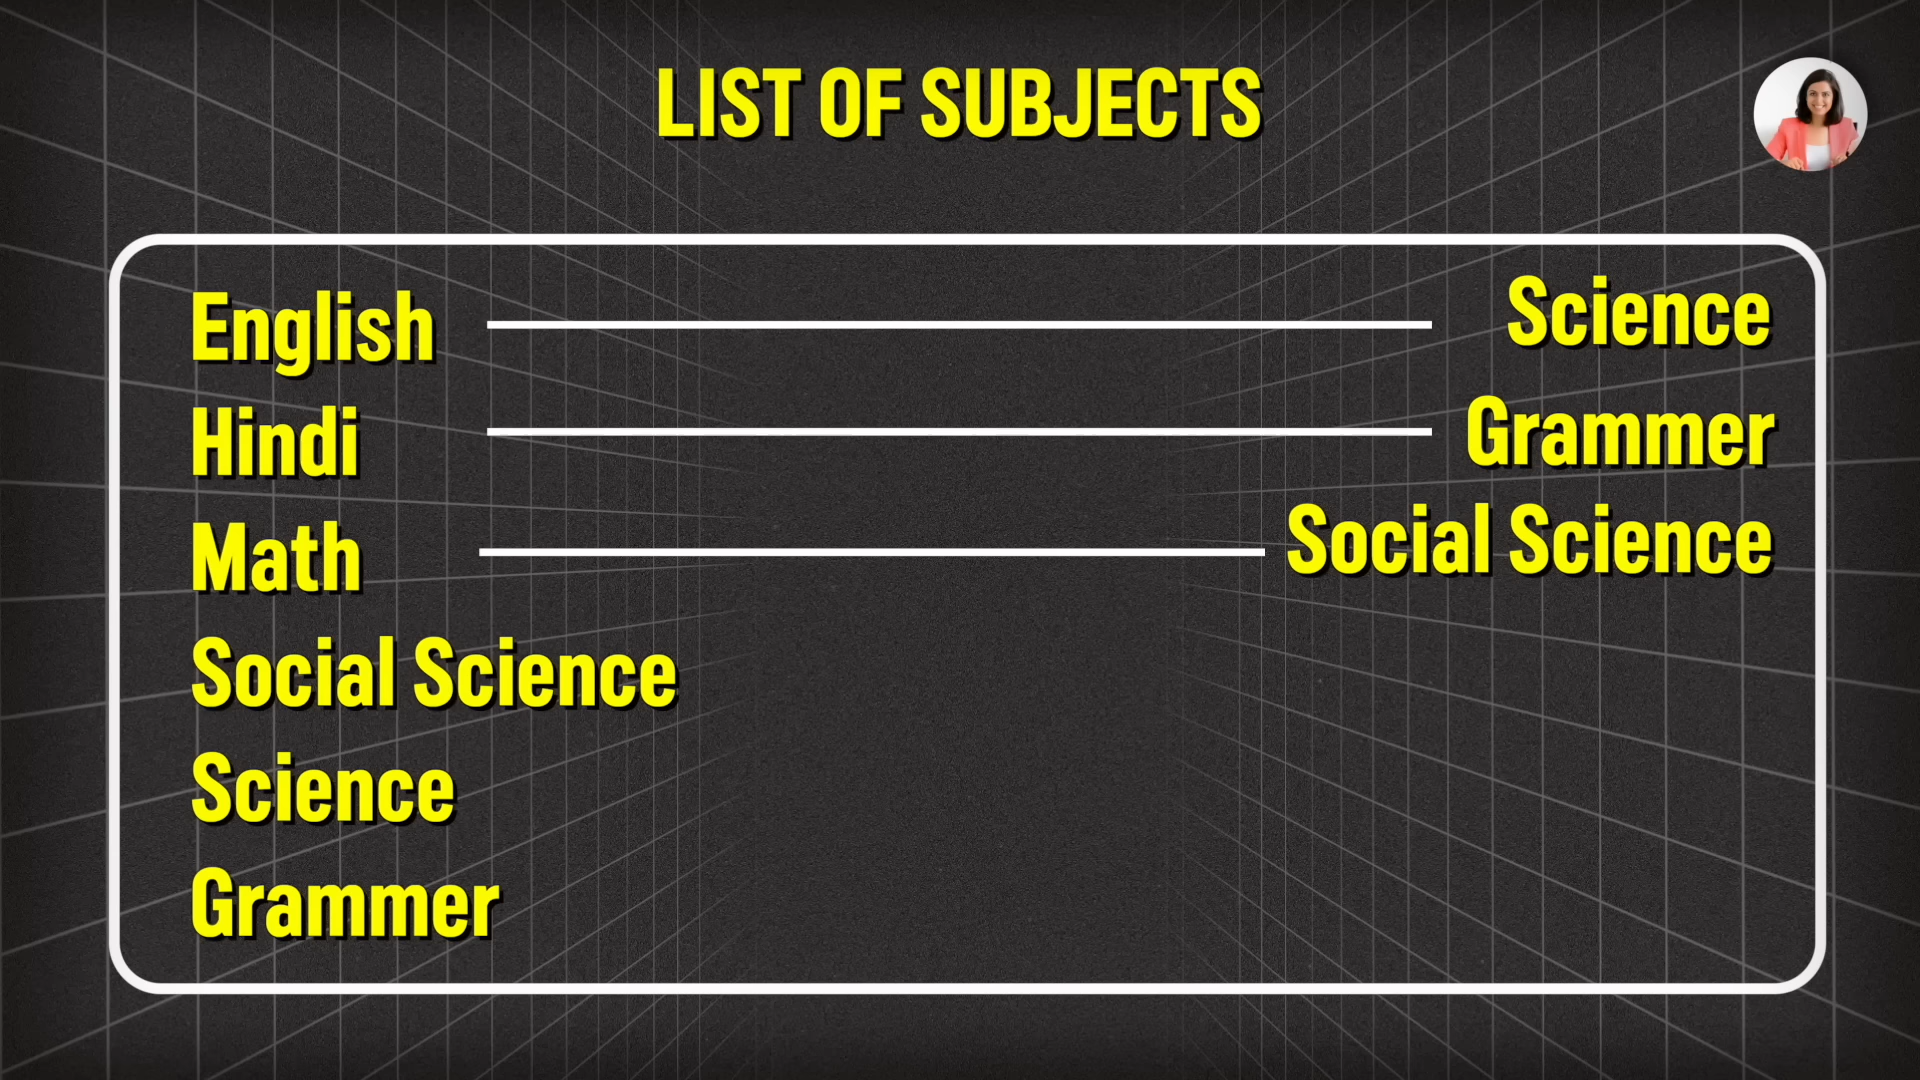 LIST OF SUBJECTS
English Science
Hindi Grammer
Math Social Science
Social Science
Science
Grammer